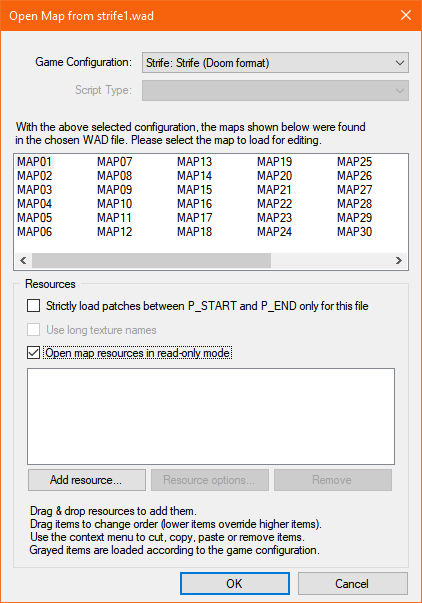 Open Map from strife1.wad
Game Configuration: Strife: Strife (Doom format)
Script Type:
With the above selected configuration, the maps shown below were found
in the chosen WAD file. Please select the map to load for editing.
MAP01 MAP07 MAP13 MAP19 MAP25
MAP02 MAP08 MAP14 MAP20 MAP26
MAP03 MAP09 MAP15 MAP21 MAP27
MAP04 MAP10 MAP16 MAP22 MAP28
MAP05 MAP11 MAP17 MAP23 MAP29
MAP06 MAP12 MAP18 MAP24 MAP30
Resources
Strictly load patches between P_START and P_END only for this file
Use long texture names
Open map resources in read-only mode
Add resource... Resource options... Remove
Drag & drop resources to add them.
Drag items to change order (lower items override higher items).
Use the context menu to cut, copy, paste or remove items.
Grayed items are loaded according to the game configuration.
OK Cancel